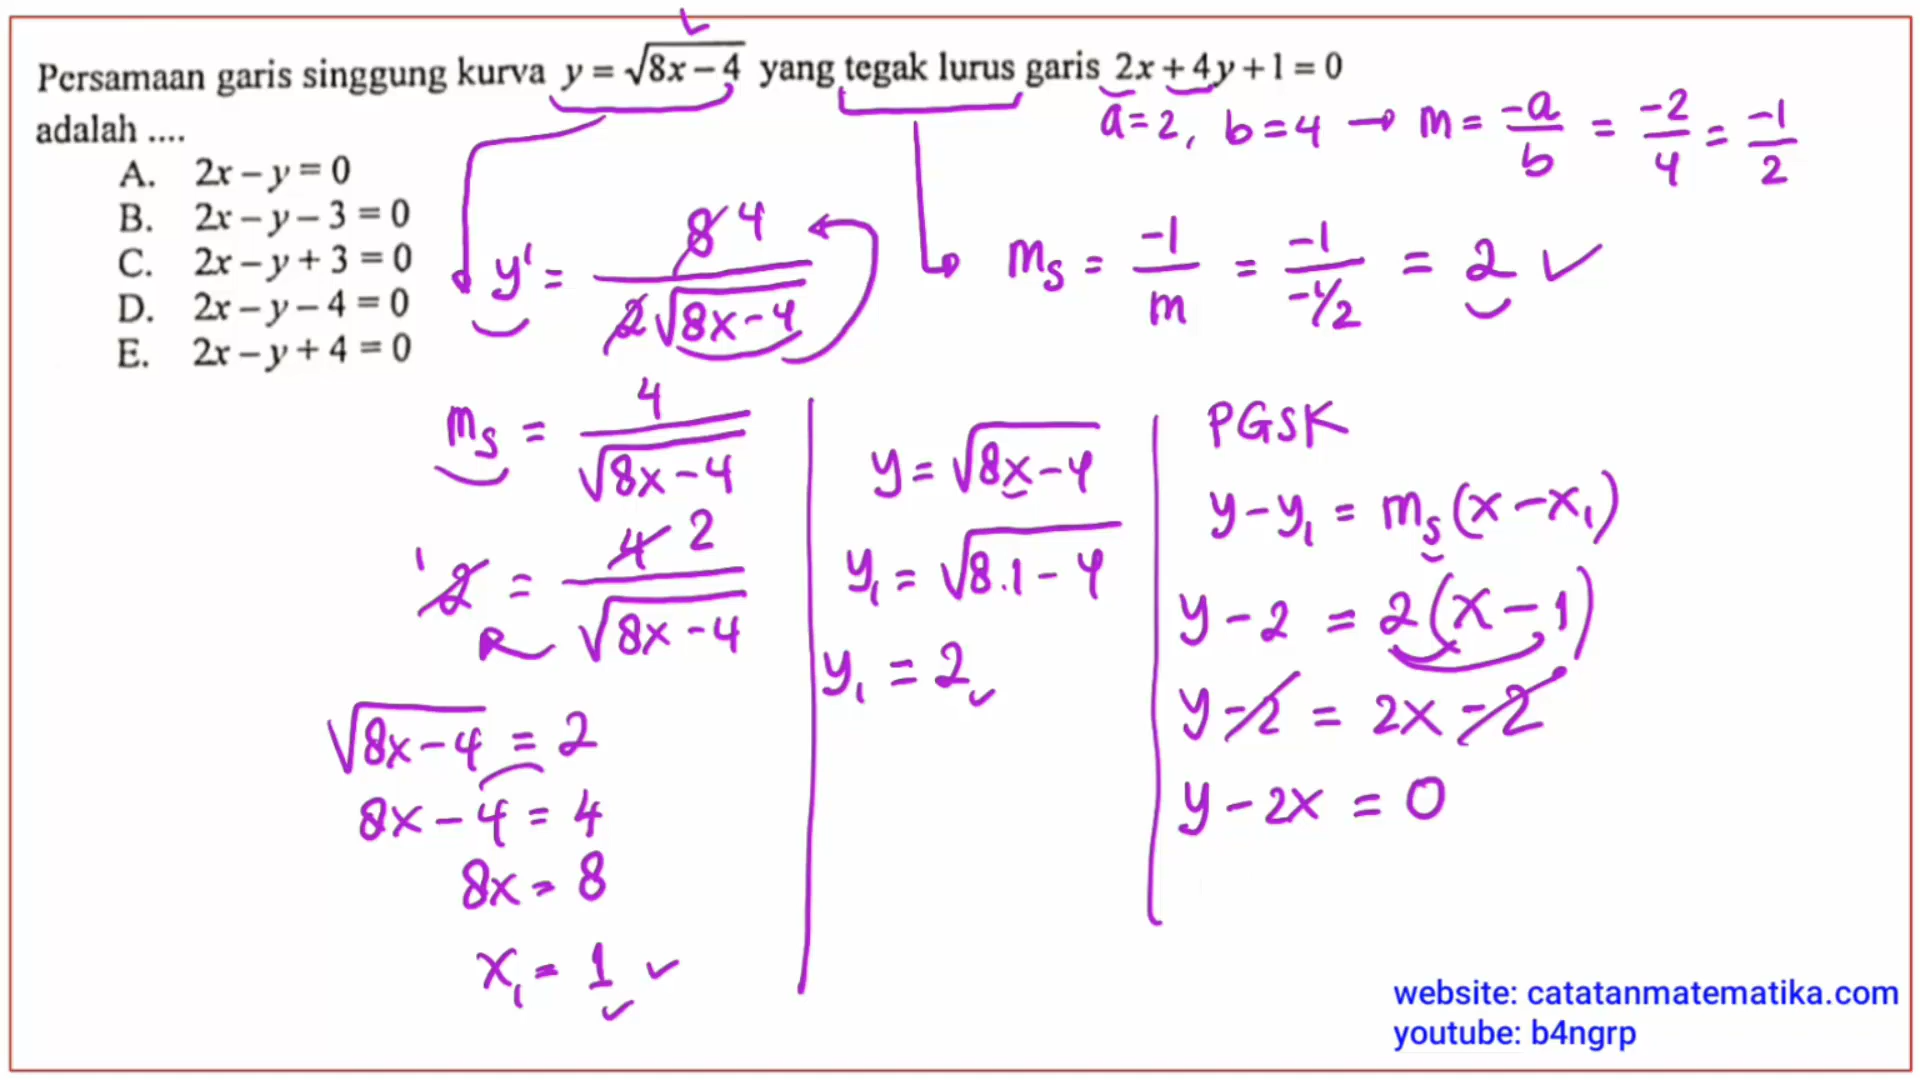 Persamaan garis singgung kurva y = √(8x − 4) yang tegak lurus garis 2x + 4y + 1 = 0
adalah ....
A. 2x − y = 0
B. 2x − y − 3 = 0
C. 2x − y + 3 = 0
D. 2x − y − 4 = 0
E. 2x − y + 4 = 0
a = 2, b = 4 → m = -a/b = -2/4 = -1/2
y' = 8 4 / 2√(8x − 4)
m_s = -1/m = -1/(-1/2) = 2
m_s = 4/√(8x − 4)
1 2 = 4 2 / √(8x − 4)
√(8x − 4) = 2
8x − 4 = 4
8x = 8
x₁ = 1
y = √(8x − 4)
y₁ = √(8.1 − 4)
y₁ = 2
PGSK
y − y₁ = m_s (x − x₁)
y − 2 = 2(x − 1)
y − 2 = 2x − 2
y − 2x = 0
website: catatanmatematika.com
youtube: b4ngrp